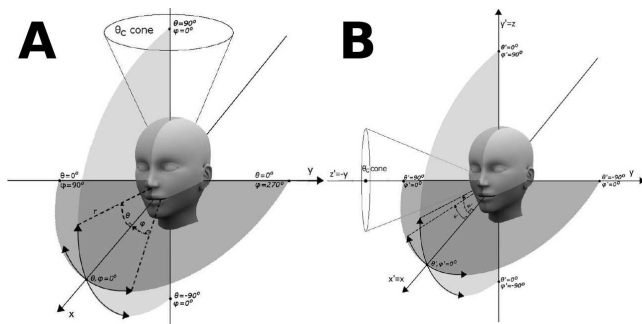 A
θ=90°
φ=0°
θc cone
θ=0°
φ=90°
θ=0°
φ=270°
y
r
θ
φ
θ,φ=0°
x
θ=-90°
φ=0°
B
y'=z
θ'=0°
φ'=90°
θc cone
z'=-y
θ'=90°
φ'=0°
θ'=-90°
φ'=0°
y
θ',φ'=0°
x'=x
θ'=0°
φ'=-90°